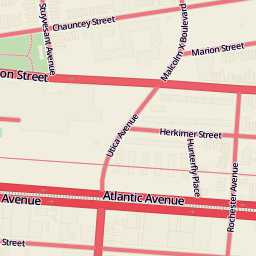 Chauncey Street
Stuyvesant Avenue
Malcolm X Boulevard
Marion Street
on Street
Utica Avenue
Herkimer Street
Hunterfly Place
Rochester Avenue
Avenue
Atlantic Avenue
Street